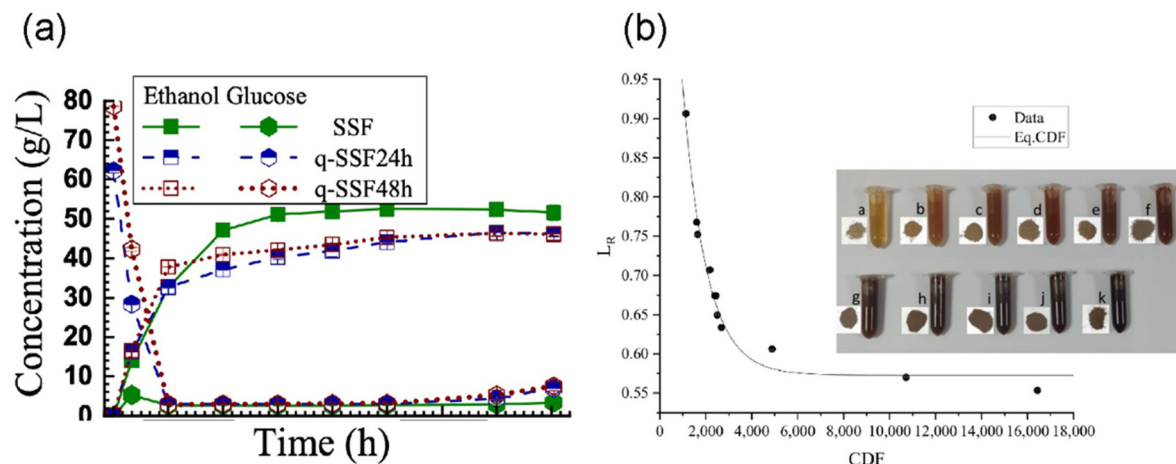 (a)
Ethanol Glucose
SSF
q-SSF24h
q-SSF48h
80
70
60
50
40
30
20
10
0
Concentration (g/L)
Time (h)
(b)
0.95
0.90
0.85
0.80
0.75
0.70
0.65
0.60
0.55
L_R
Data
Eq.CDF
a b c d e f
g h i j k
0 2,000 4,000 6,000 8,000 10,000 12,000 14,000 16,000 18,000
CDF